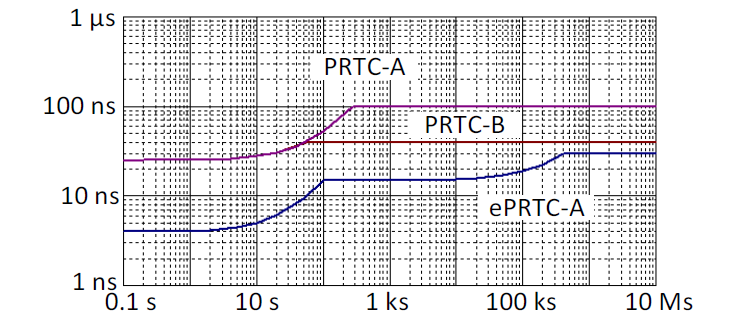 1 µs
PRTC-A
100 ns
PRTC-B
10 ns
ePRTC-A
1 ns
0.1 s 10 s 1 ks 100 ks 10 Ms